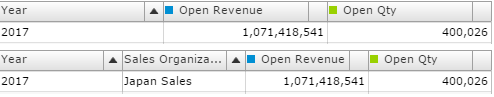 Year Open Revenue Open Qty
2017 1,071,418,541 400,026
Year Sales Organiza... Open Revenue Open Qty
2017 Japan Sales 1,071,418,541 400,026